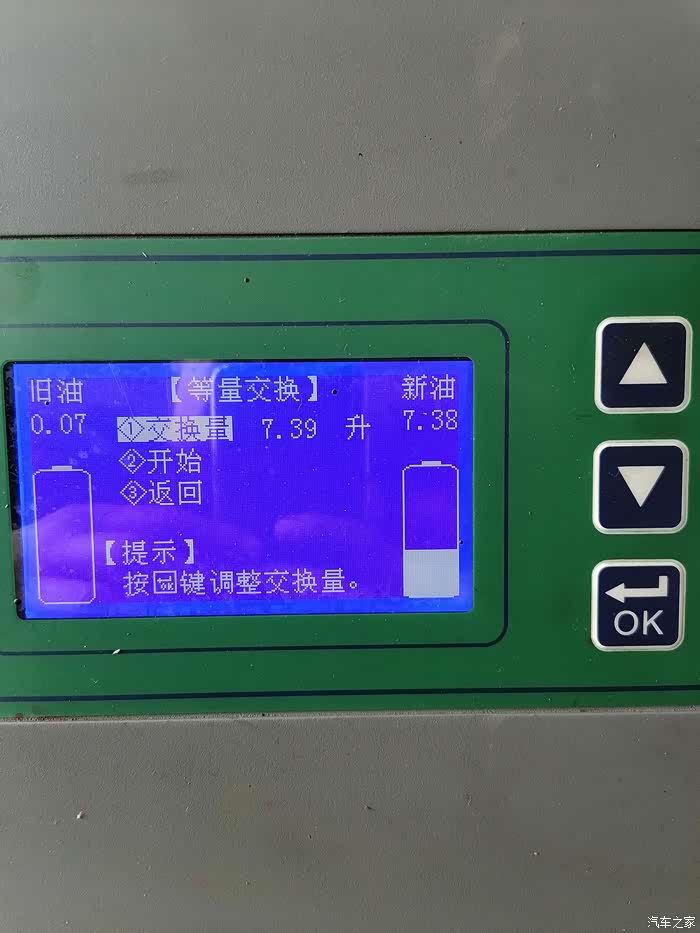 旧油 【等量交换】 新油
0.07 ①交换量 7.39 升 7.38
②开始
③返回
【提示】
按OK键调整交换量。
OK
汽车之家